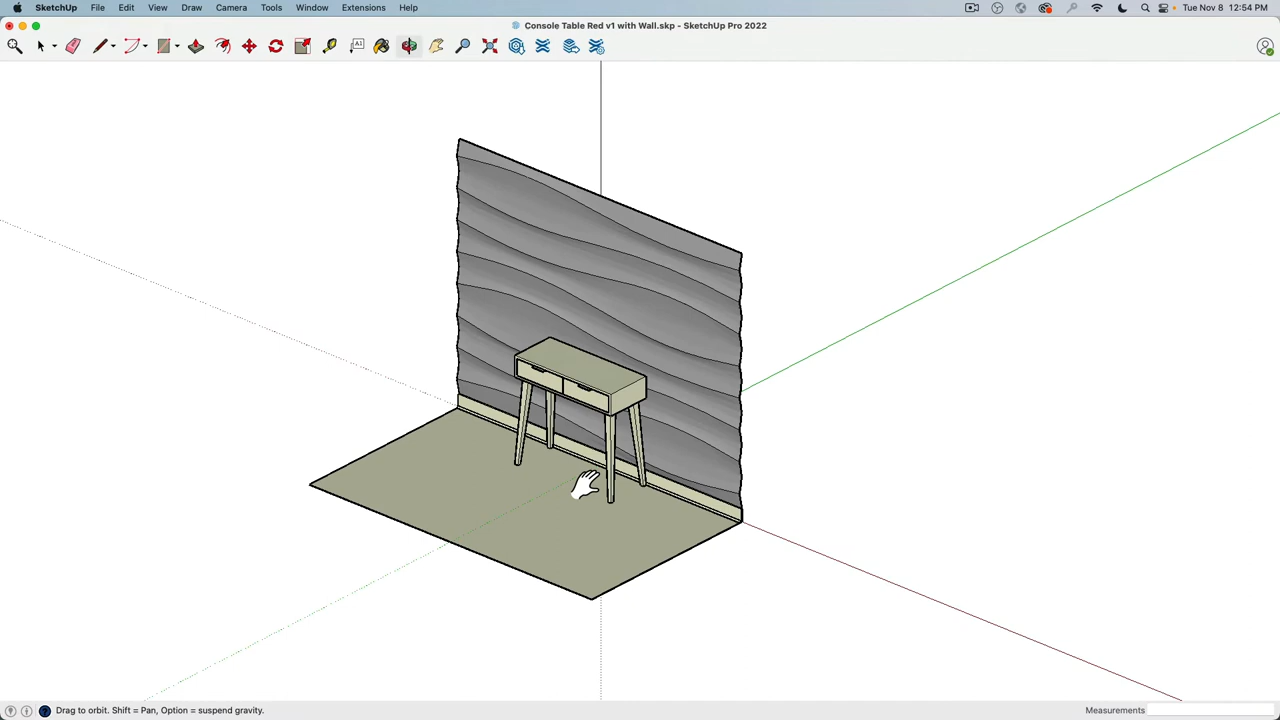 SketchUp File Edit View Draw Camera Tools Window Extensions Help Tue Nov 8 12:54 PM
Console Table Red v1 with Wall.skp - SketchUp Pro 2022
A1
Drag to orbit. Shift = Pan, Option = suspend gravity. Measurements